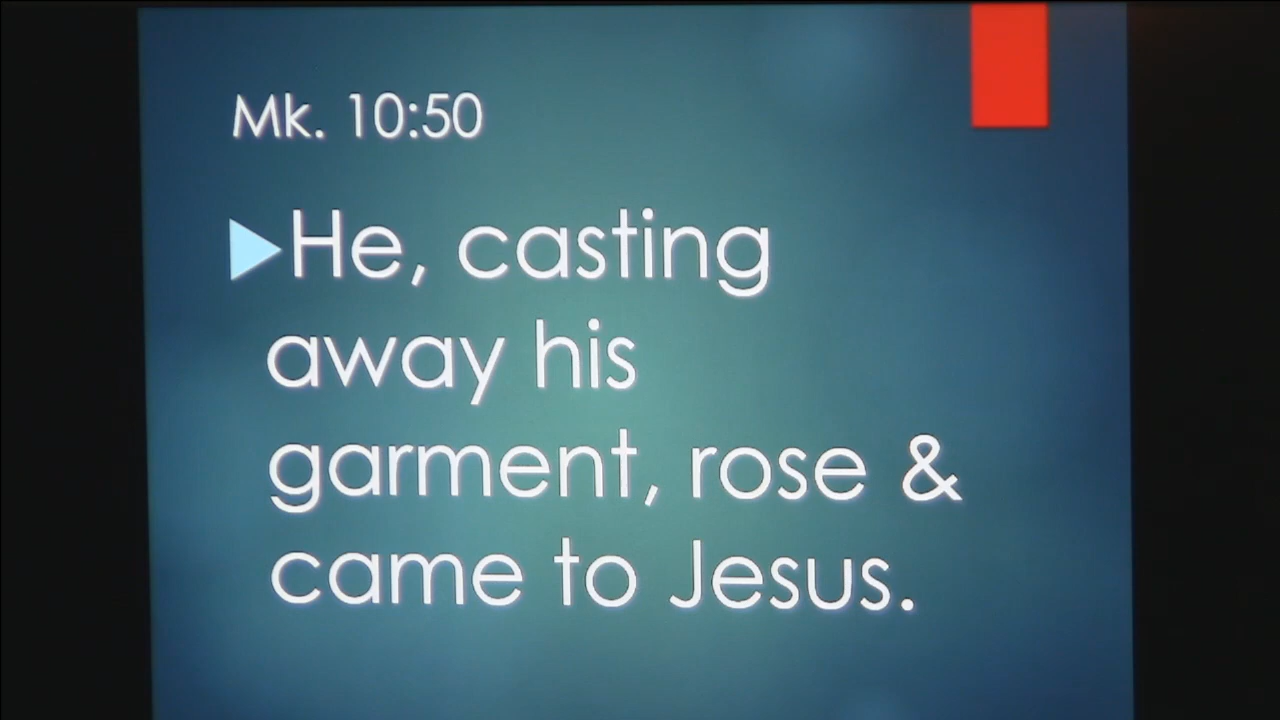 Mk. 10:50
He, casting
away his
garment, rose &
came to Jesus.